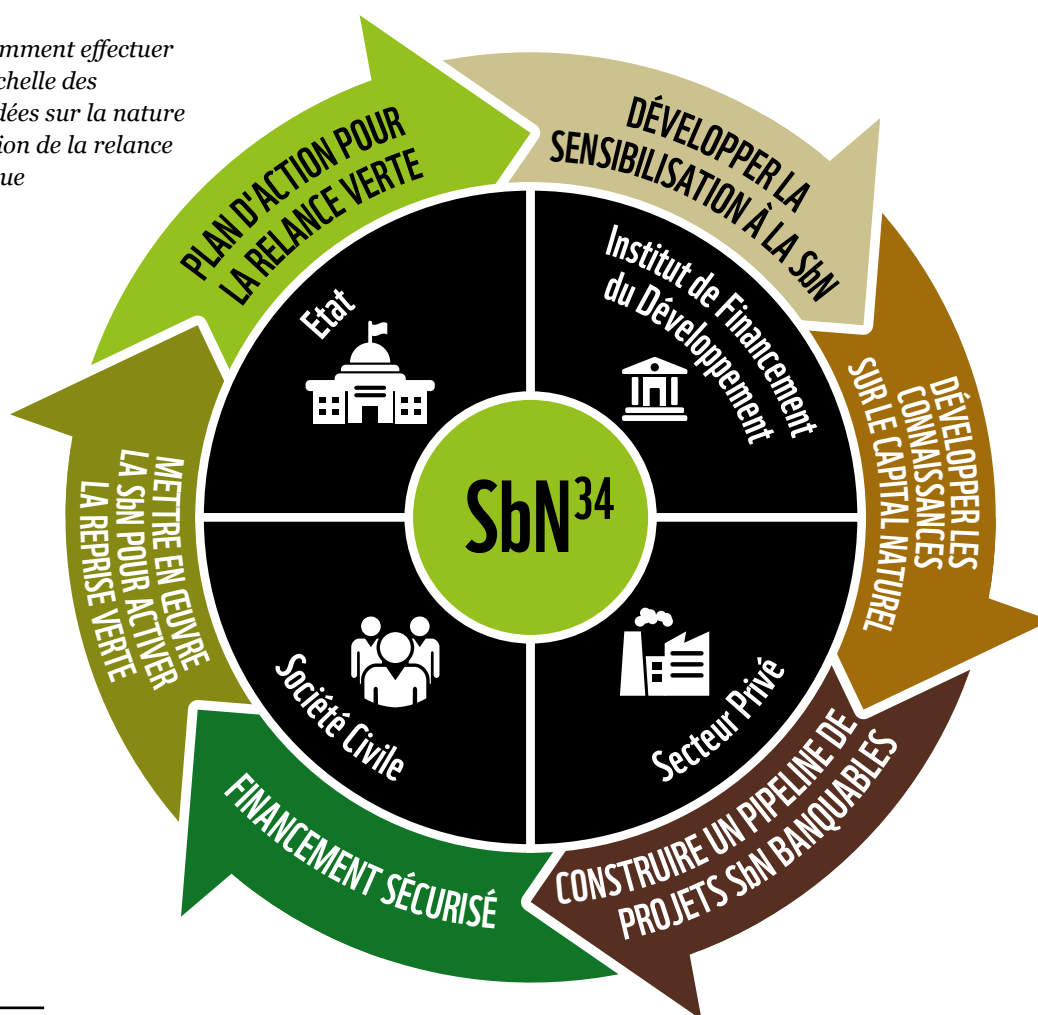 mment effectuer
chelle des
dées sur la nature
ion de la relance
ue
PLAN D'ACTION POUR
LA RELANCE VERTE
DÉVELOPPER LA
SENSIBILISATION À LA SbN
DÉVELOPPER LES
CONNAISSANCES
SUR LE CAPITAL NATUREL
CONSTRUIRE UN PIPELINE DE
PROJETS SbN BANQUABLES
FINANCEMENT SÉCURISÉ
METTRE EN ŒUVRE
LA SbN POUR ACTIVER
LA REPRISE VERTE
Etat
Institut de Financement
du Développement
Secteur Privé
Société Civile
SbN34